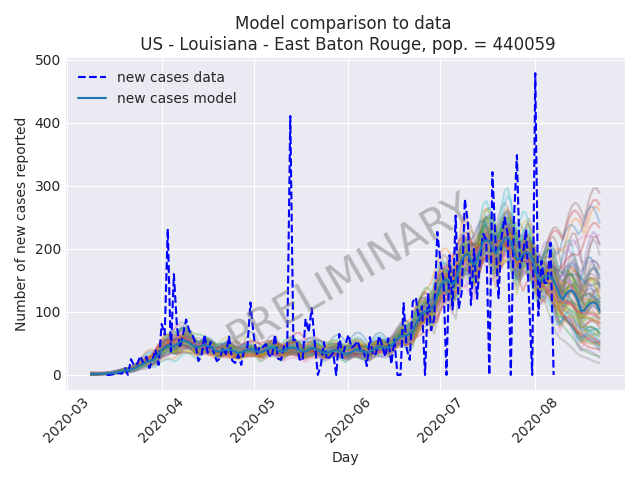 Model comparison to data
US - Louisiana - East Baton Rouge, pop. = 440059
new cases data
new cases model
Number of new cases reported
500
400
300
200
100
0
PRELIMINARY
2020-03
2020-04
2020-05
2020-06
2020-07
2020-08
Day